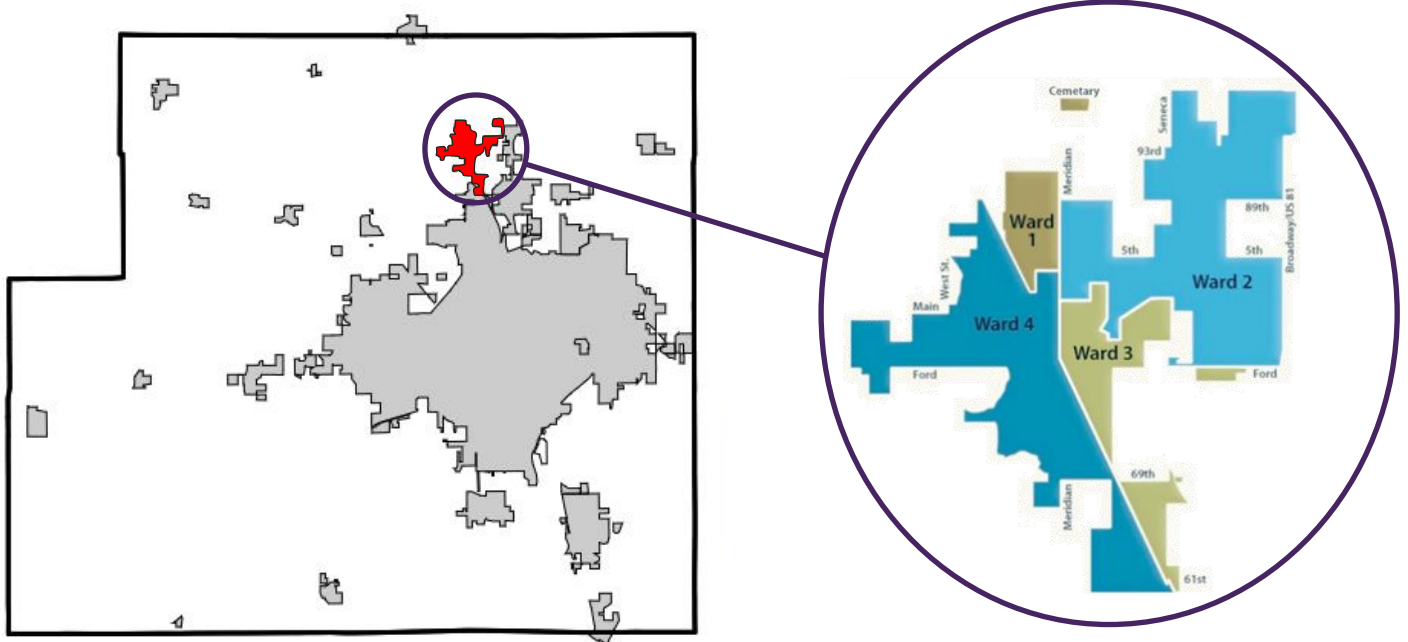 Cemetary
Seneca
93rd
Meridian
Ward
1
89th
Broadway/US 81
5th
5th
West St.
Ward 2
Main
Ward 4
Ward 3
Ford
Ford
69th
Meridian
61st